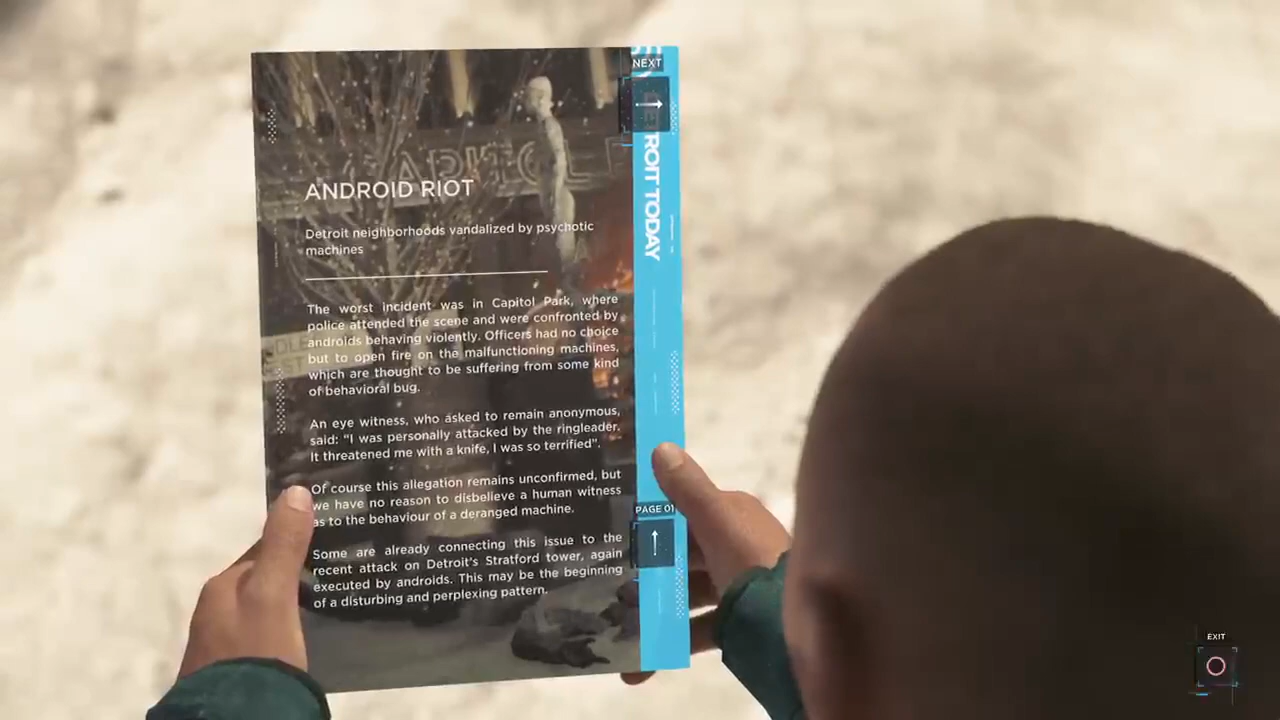 NEXT
DETROIT TODAY
ANDROID RIOT
Detroit neighborhoods vandalized by psychotic
machines
The worst incident was in Capitol Park, where
police attended the scene and were confronted by
androids behaving violently. Officers had no choice
but to open fire on the malfunctioning machines,
which are thought to be suffering from some kind
of behavioral bug.
An eye witness, who asked to remain anonymous,
said: "I was personally attacked by the ringleader.
It threatened me with a knife, I was so terrified".
Of course this allegation remains unconfirmed, but
we have no reason to disbelieve a human witness
as to the behaviour of a deranged machine.
Some are already connecting this issue to the
recent attack on Detroit's Stratford tower, again
executed by androids. This may be the beginning
of a disturbing and perplexing pattern.
PAGE 01
EXIT